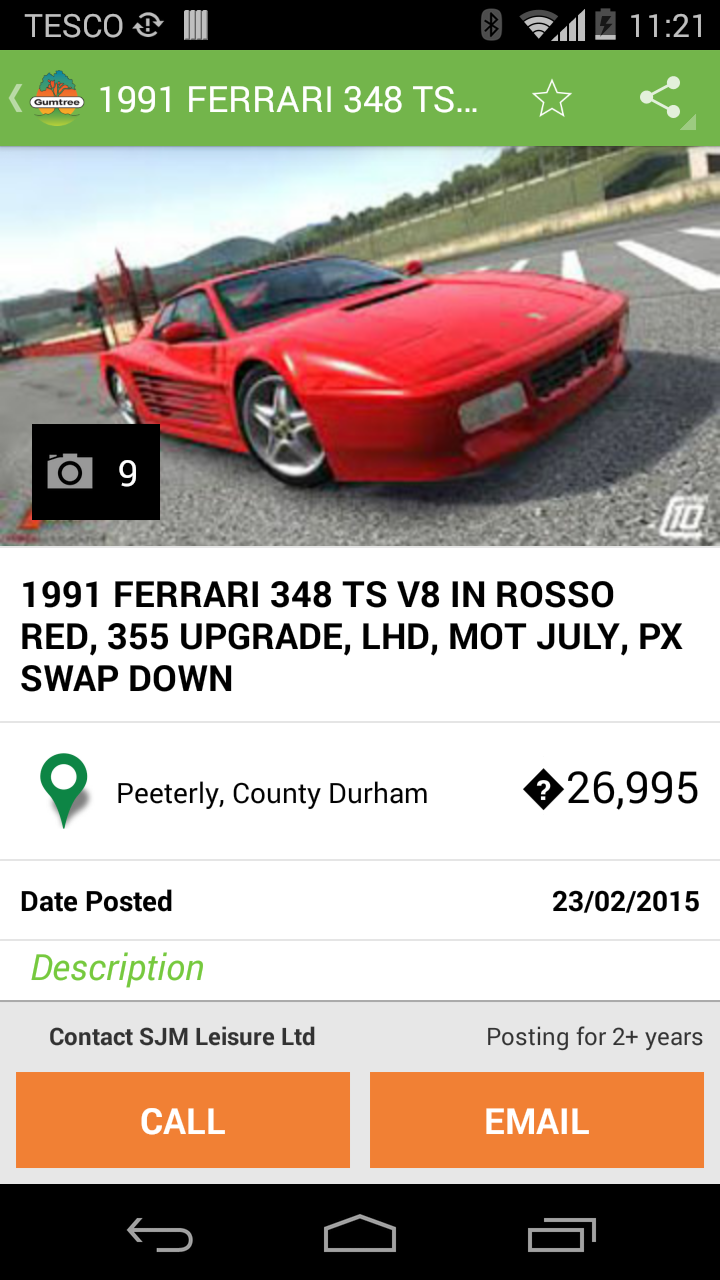 TESCO 11:21
Gumtree 1991 FERRARI 348 TS...
9
10
1991 FERRARI 348 TS V8 IN ROSSO
RED, 355 UPGRADE, LHD, MOT JULY, PX
SWAP DOWN
Peeterly, County Durham �26,995
Date Posted 23/02/2015
Description
Contact SJM Leisure Ltd Posting for 2+ years
CALL EMAIL